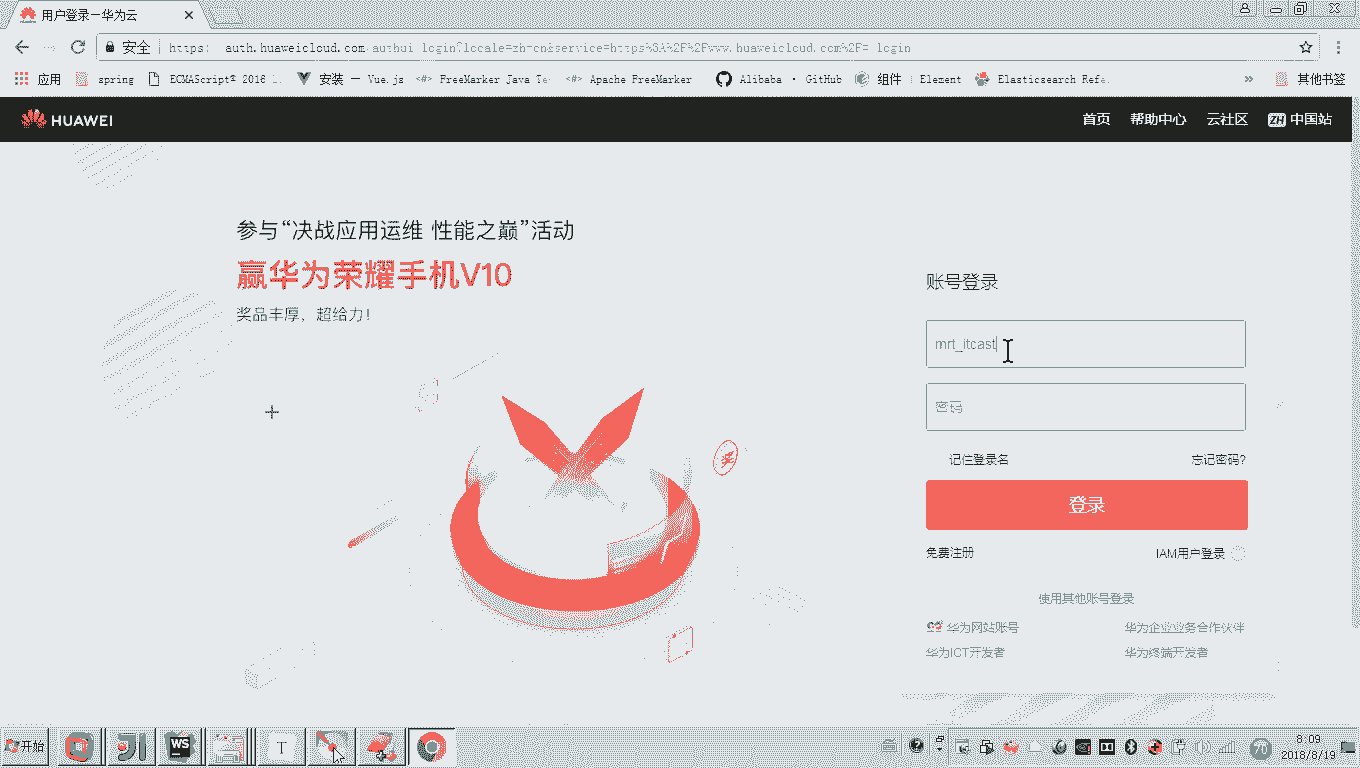 用户登录－华为云
安全 https: auth.huaweicloud.com authui login?locale=zh-cn&service=https%3A%2F%2Fwww.huaweicloud.com%2F= login
应用 spring ECMAScript® 2016 L 安装 — Vue.js <#> FreeMarker Java Te <#> Apache FreeMarker Alibaba · GitHub 组件 | Element Elasticsearch Refe » 其他书签
HUAWEI 首页 帮助中心 云社区 ZH 中国站
参与“决战应用运维 性能之巅”活动
赢华为荣耀手机V10
奖品丰厚，超给力！
奖
账号登录
mrt_itcast
密码
记住登录名 忘记密码?
登录
免费注册 IAM用户登录
使用其他账号登录
华为网站账号 华为企业业务合作伙伴
华为ICT开发者 华为终端开发者
开始 WS T
8:09
2018/8/19